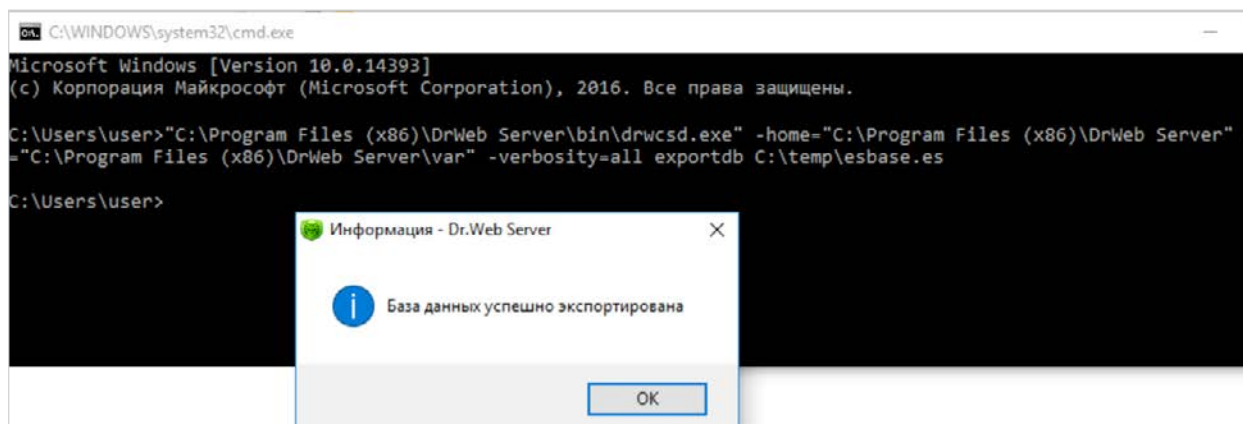 C:\WINDOWS\system32\cmd.exe
Microsoft Windows [Version 10.0.14393]
(c) Корпорация Майкрософт (Microsoft Corporation), 2016. Все права защищены.
C:\Users\user>"C:\Program Files (x86)\DrWeb Server\bin\drwcsd.exe" -home="C:\Program Files (x86)\DrWeb Server"
="C:\Program Files (x86)\DrWeb Server\var" -verbosity=all exportdb C:\temp\esbase.es
C:\Users\user>
Информация - Dr.Web Server
База данных успешно экспортирована
OK